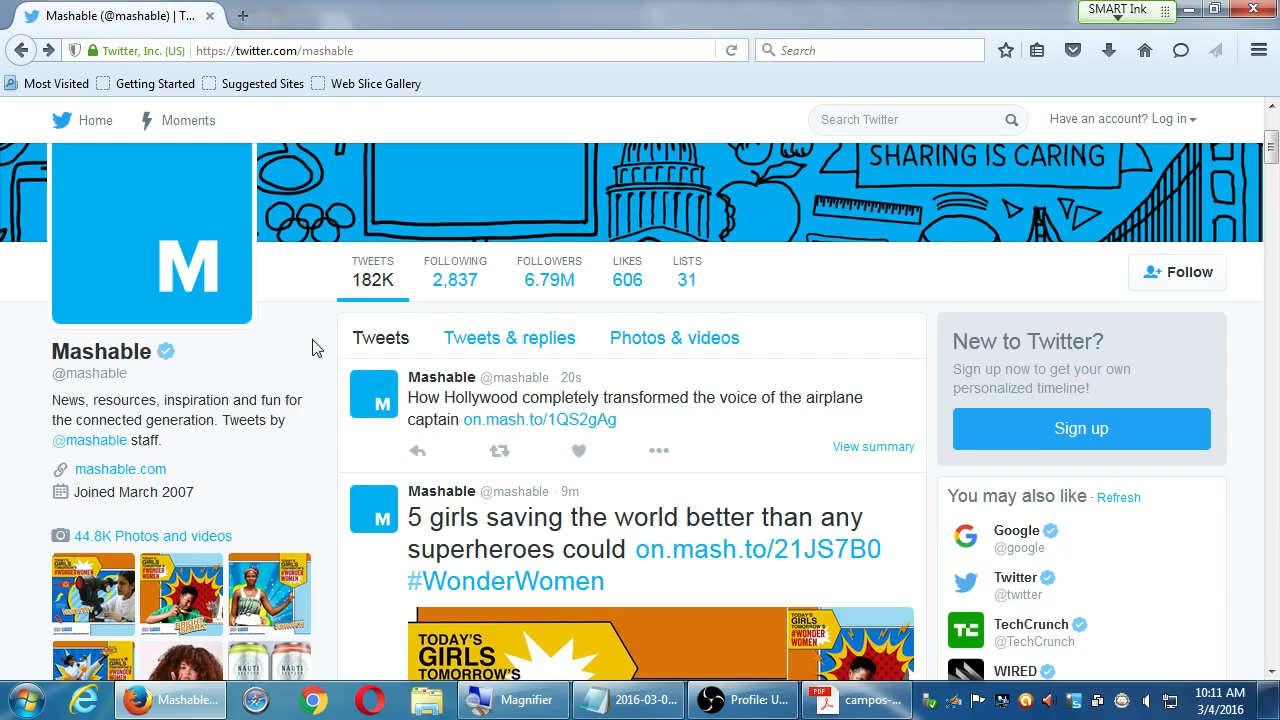 Mashable (@mashable) | T...
SMART Ink
Twitter, Inc. (US)
https://twitter.com/mashable
Search
Most Visited
Getting Started
Suggested Sites
Web Slice Gallery
Home
Moments
Search Twitter
Have an account? Log in
SHARING IS CARING
M
TWEETS
182K
FOLLOWING
2,837
FOLLOWERS
6.79M
LIKES
606
LISTS
31
Follow
Mashable
@mashable
News, resources, inspiration and fun for
the connected generation. Tweets by
@mashable staff.
mashable.com
Joined March 2007
44.8K Photos and videos
Tweets
Tweets & replies
Photos & videos
M
Mashable @mashable · 20s
How Hollywood completely transformed the voice of the airplane
captain on.mash.to/1QS2gAg
View summary
M
Mashable @mashable · 9m
5 girls saving the world better than any
superheroes could on.mash.to/21JS7B0
#WonderWomen
TODAY'S
GIRLS
TOMORROW'S
TODAY'S
GIRLS
TOMORROW'S
#WONDER
WOMEN
New to Twitter?
Sign up now to get your own
personalized timeline!
Sign up
You may also like · Refresh
Google
@google
Twitter
@twitter
TC
TechCrunch
@TechCrunch
WIRED
Mashable...
Magnifier
2016-03-0...
Profile: U...
PDF
campos-...
10:11 AM
3/4/2016